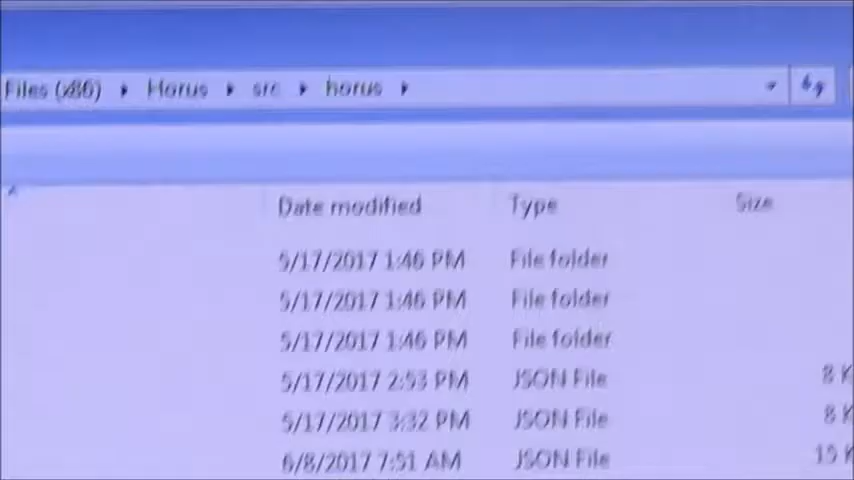 Files (x86) Horus src horus
Date modified Type Size
5/17/2017 1:46 PM File folder
5/17/2017 1:46 PM File folder
5/17/2017 1:46 PM File folder
5/17/2017 2:53 PM JSON File 8 K
5/17/2017 3:32 PM JSON File 8 K
6/8/2017 7:51 AM JSON File 15 K